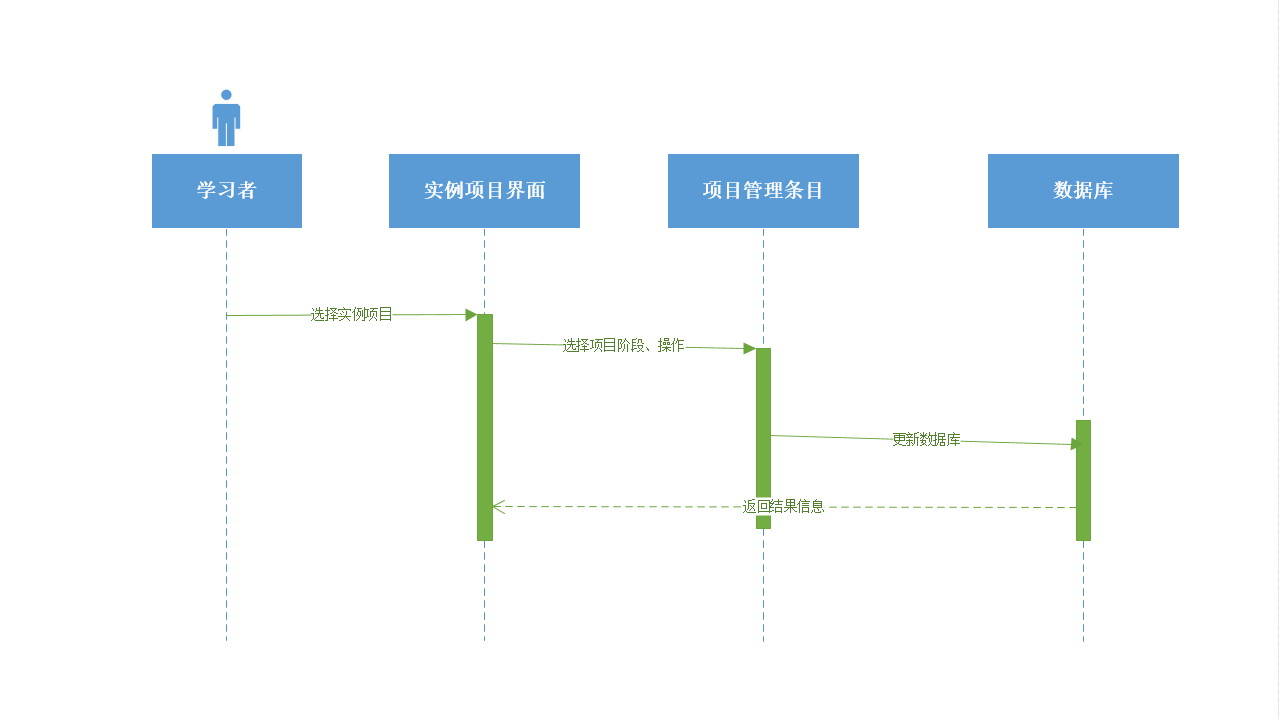 学习者
实例项目界面
项目管理条目
数据库
选择实例项目
选择项目阶段、操作
更新数据库
返回结果信息